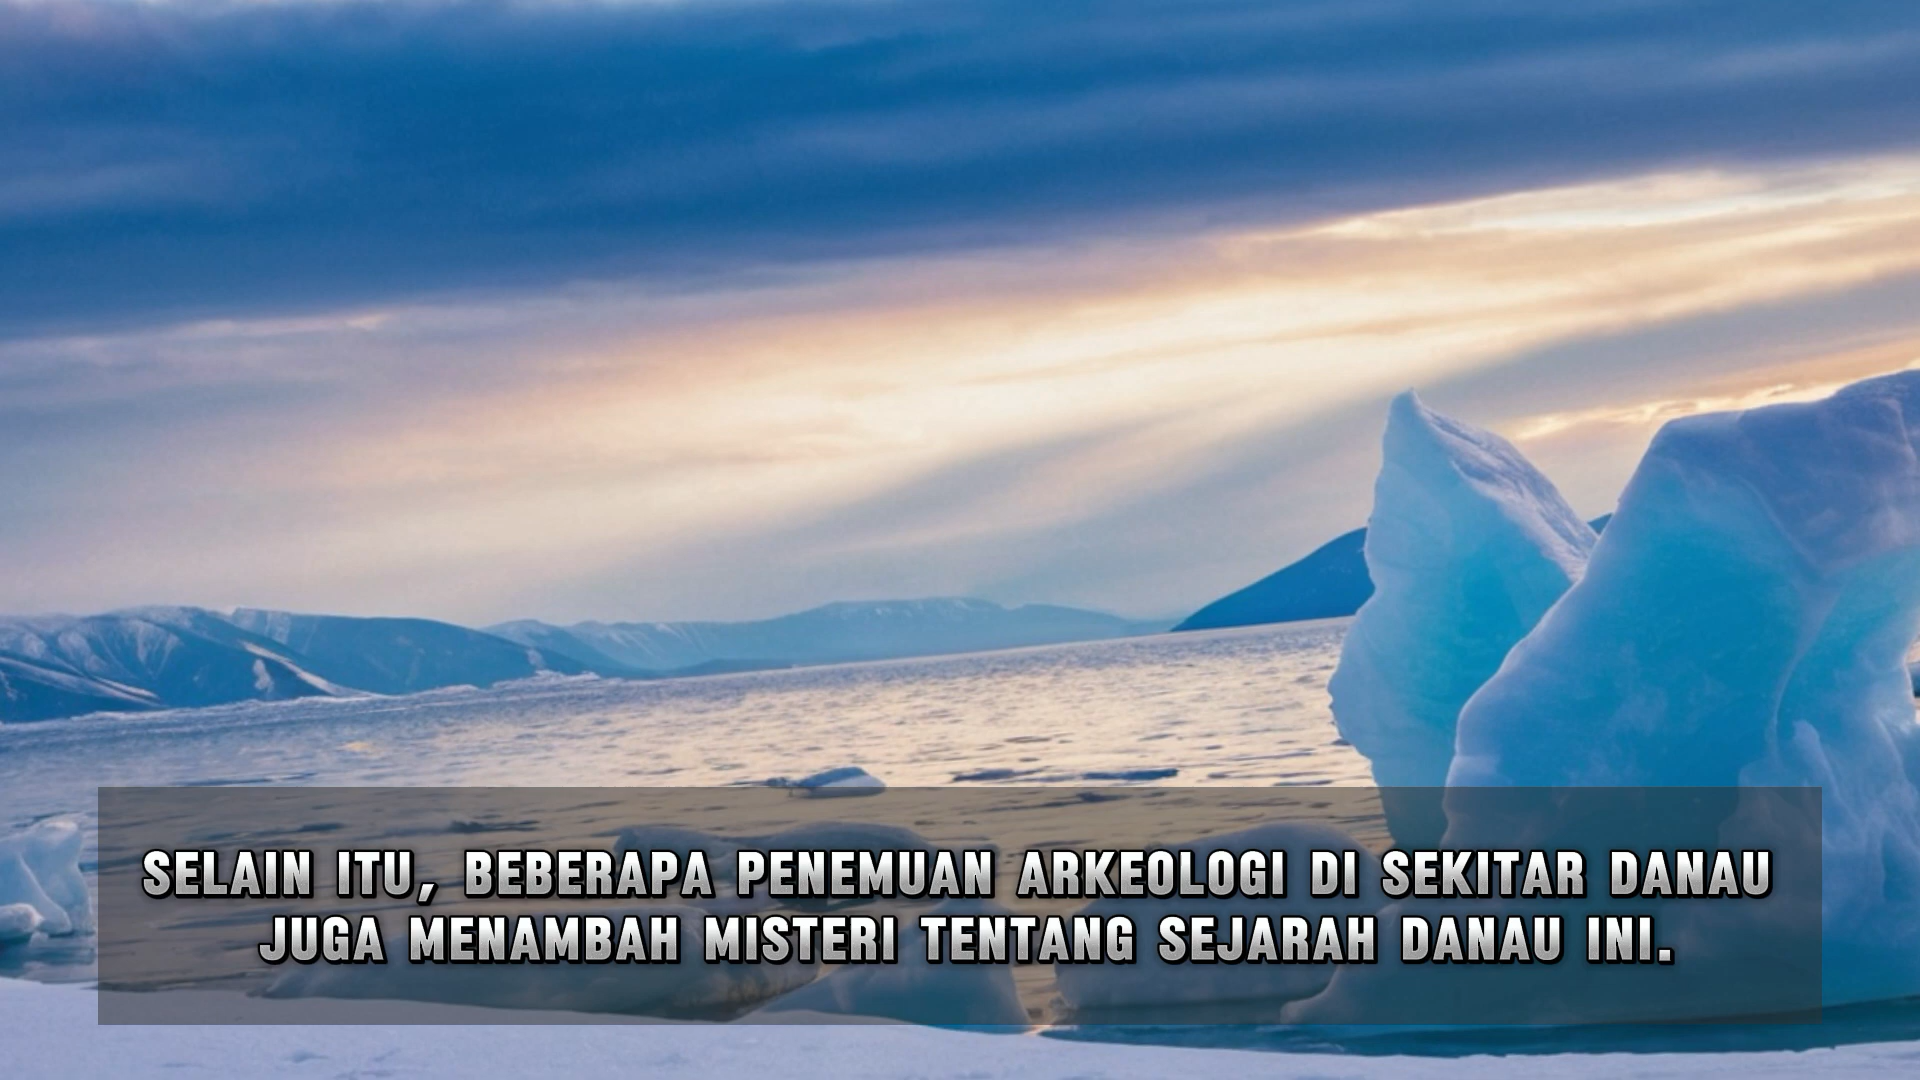 SELAIN ITU, BEBERAPA PENEMUAN ARKEOLOGI DI SEKITAR DANAU
JUGA MENAMBAH MISTERI TENTANG SEJARAH DANAU INI.